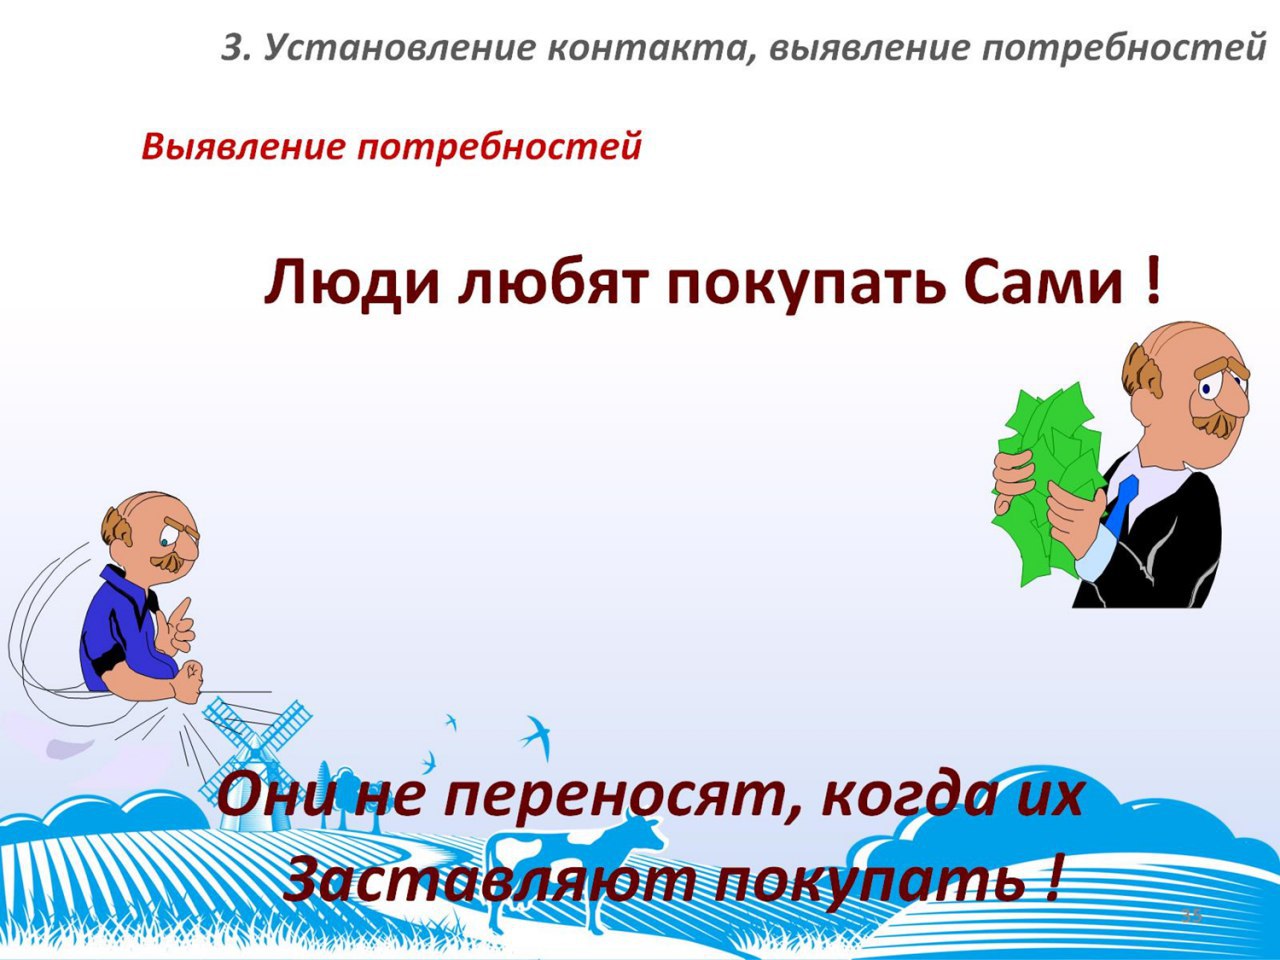 3. Установление контакта, выявление потребностей
Выявление потребностей
Люди любят покупать Сами !
Они не переносят, когда их
Заставляют покупать !
35